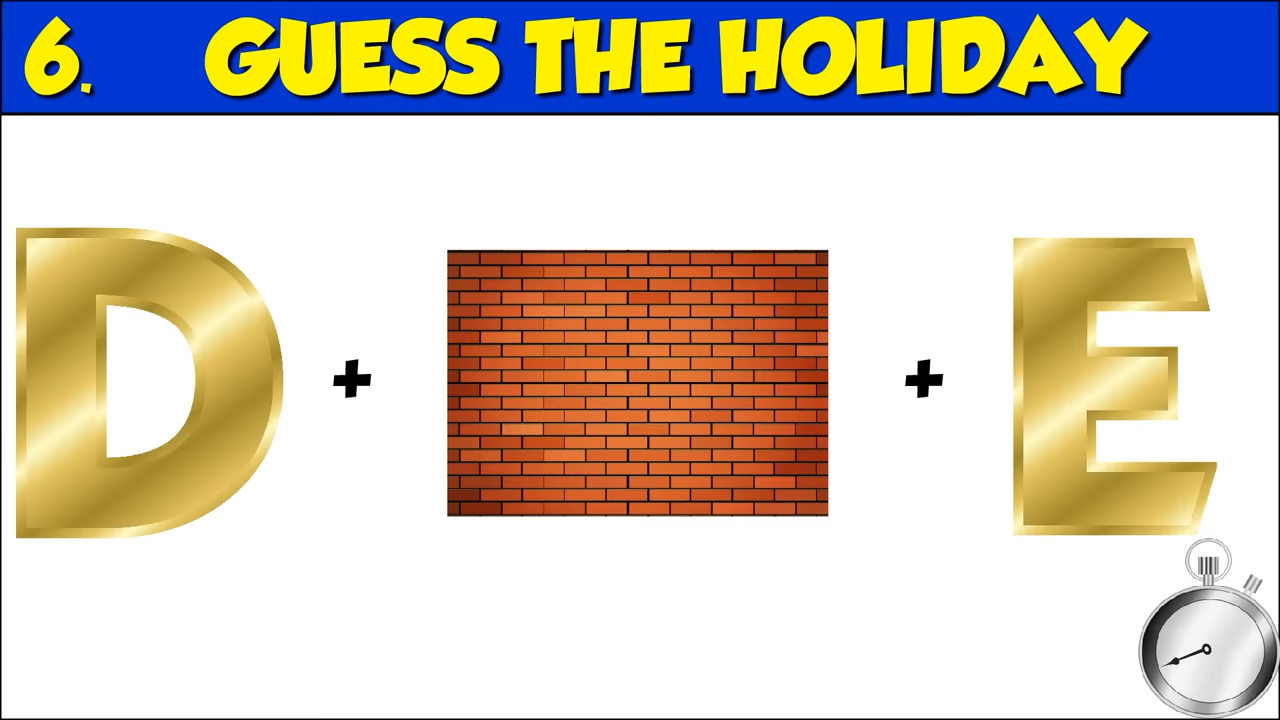 6. GUESS THE HOLIDAY
D + + E